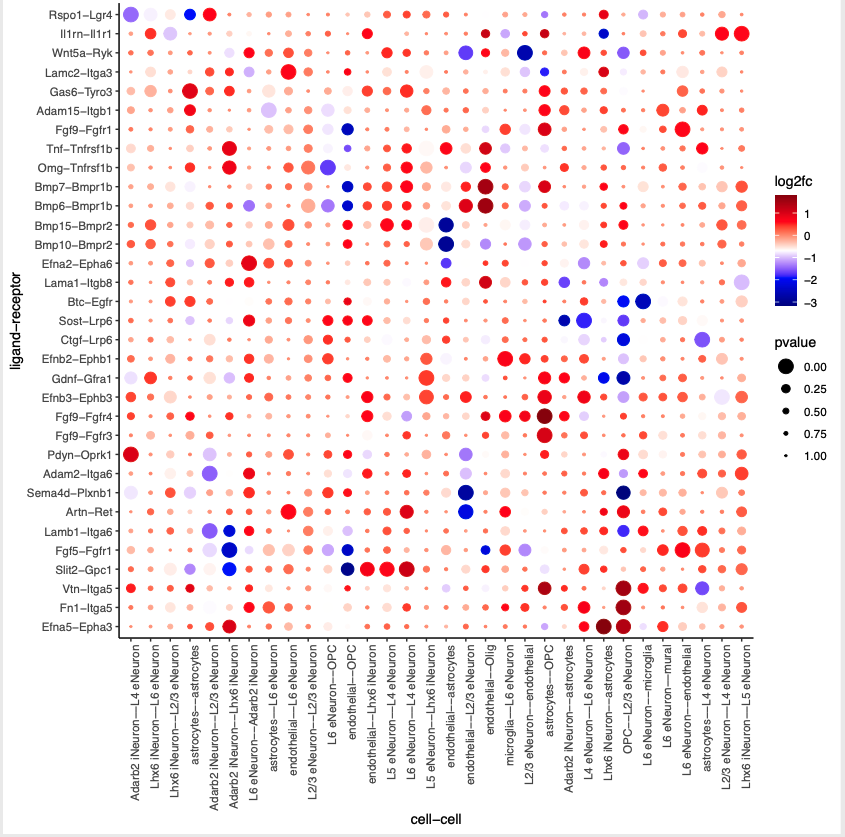 Rspo1−Lgr4
Il1rn−Il1r1
Wnt5a−Ryk
Lamc2−Itga3
Gas6−Tyro3
Adam15−Itgb1
Fgf9−Fgfr1
Tnf−Tnfrsf1b
Omg−Tnfrsf1b
Bmp7−Bmpr1b
Bmp6−Bmpr1b
Bmp15−Bmpr2
Bmp10−Bmpr2
Efna2−Epha6
Lama1−Itgb8
Btc−Egfr
Sost−Lrp6
Ctgf−Lrp6
Efnb2−Ephb1
Gdnf−Gfra1
Efnb3−Ephb3
Fgf9−Fgfr4
Fgf9−Fgfr3
Pdyn−Oprk1
Adam2−Itga6
Sema4d−Plxnb1
Artn−Ret
Lamb1−Itga6
Fgf5−Fgfr1
Slit2−Gpc1
Vtn−Itga5
Fn1−Itga5
Efna5−Epha3
ligand−receptor
Adarb2 iNeuron−−L4 eNeuron
Lhx6 iNeuron−−L6 eNeuron
Lhx6 iNeuron−−L2/3 eNeuron
astrocytes−−astrocytes
Adarb2 iNeuron−−L2/3 eNeuron
Adarb2 iNeuron−−Lhx6 iNeuron
L6 eNeuron−−Adarb2 iNeuron
astrocytes−−L6 eNeuron
endothelial−−L6 eNeuron
L2/3 eNeuron−−L2/3 eNeuron
L6 eNeuron−−OPC
endothelial−−OPC
endothelial−−Lhx6 iNeuron
L5 eNeuron−−L4 eNeuron
L6 eNeuron−−L4 eNeuron
L5 eNeuron−−Lhx6 iNeuron
endothelial−−astrocytes
endothelial−−L2/3 eNeuron
endothelial−−Olig
microglia−−L6 eNeuron
L2/3 eNeuron−−endothelial
astrocytes−−OPC
Adarb2 iNeuron−−astrocytes
L4 eNeuron−−L6 eNeuron
Lhx6 iNeuron−−astrocytes
OPC−−L2/3 eNeuron
L6 eNeuron−−microglia
L6 eNeuron−−mural
L6 eNeuron−−endothelial
astrocytes−−L4 eNeuron
L2/3 eNeuron−−L4 eNeuron
Lhx6 iNeuron−−L5 eNeuron
cell−cell
log2fc
1
0
−1
−2
−3
pvalue
0.00
0.25
0.50
0.75
1.00